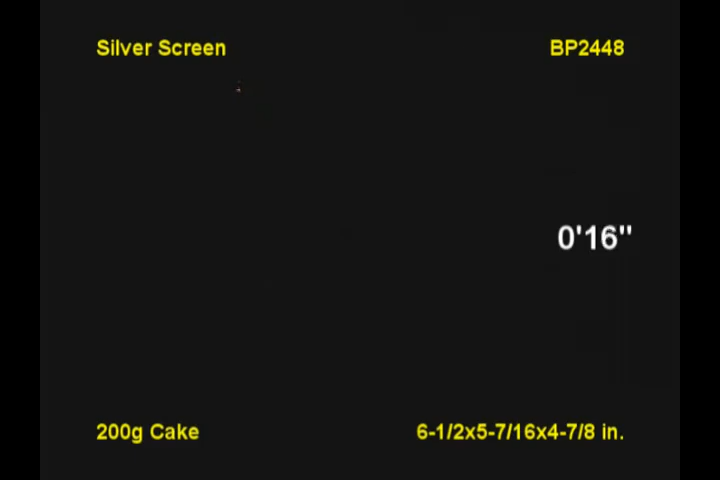 Silver Screen
BP2448
0'16"
200g Cake
6-1/2x5-7/16x4-7/8 in.